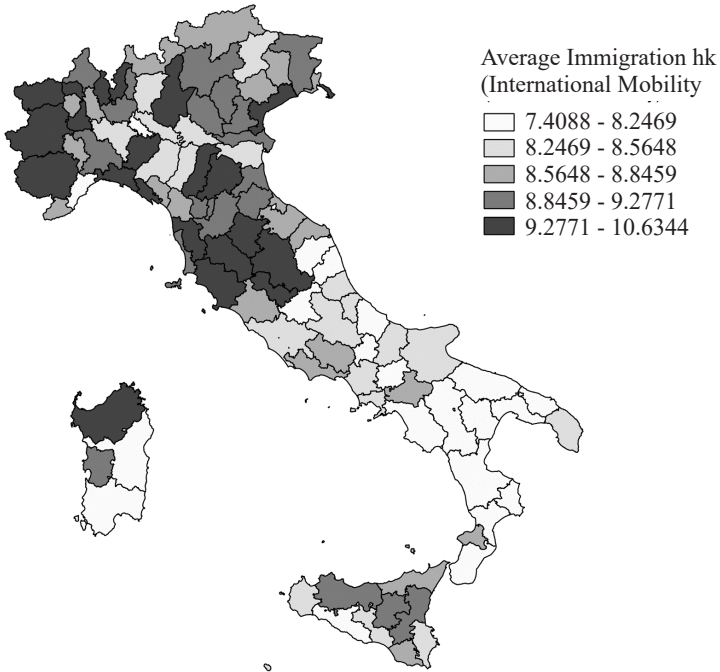 Average Immigration hk
(International Mobility
7.4088 - 8.2469
8.2469 - 8.5648
8.5648 - 8.8459
8.8459 - 9.2771
9.2771 - 10.6344